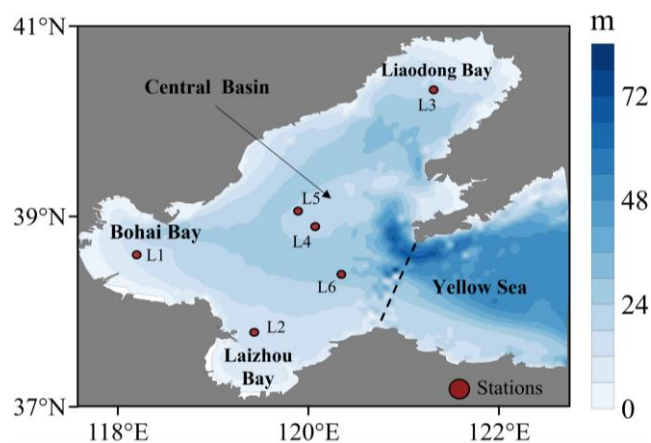 41°N
m
Liaodong Bay
72
Central Basin
L3
L5
48
39°N
L4
Bohai Bay
L1
L6
Yellow Sea
24
L2
Laizhou
Bay
Stations
37°N
0
118°E
120°E
122°E